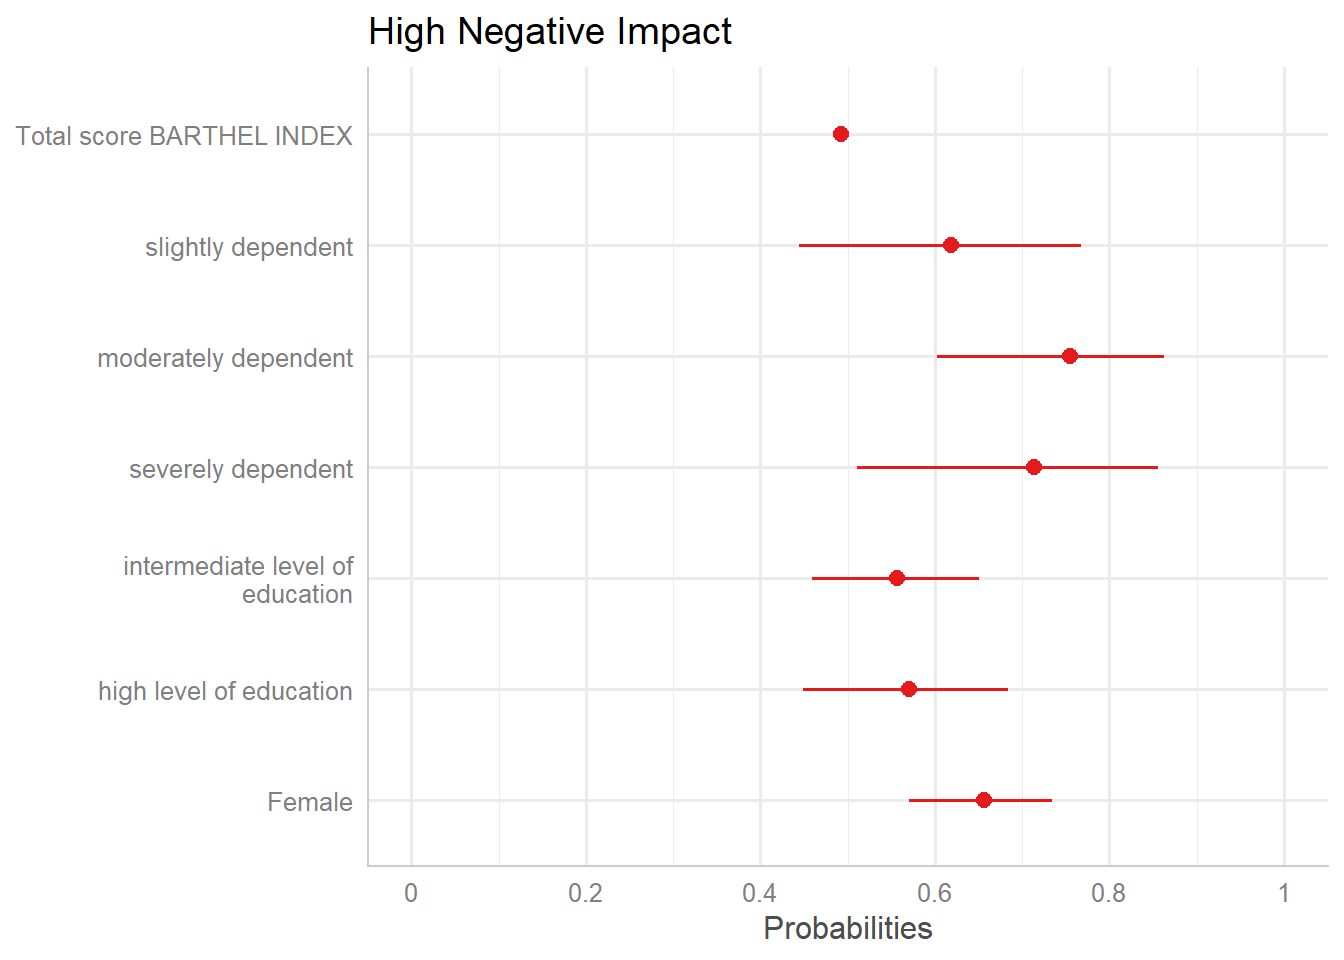 High Negative Impact
Total score BARTHEL INDEX
slightly dependent
moderately dependent
severely dependent
intermediate level of
education
high level of education
Female
0 0.2 0.4 0.6 0.8 1
Probabilities